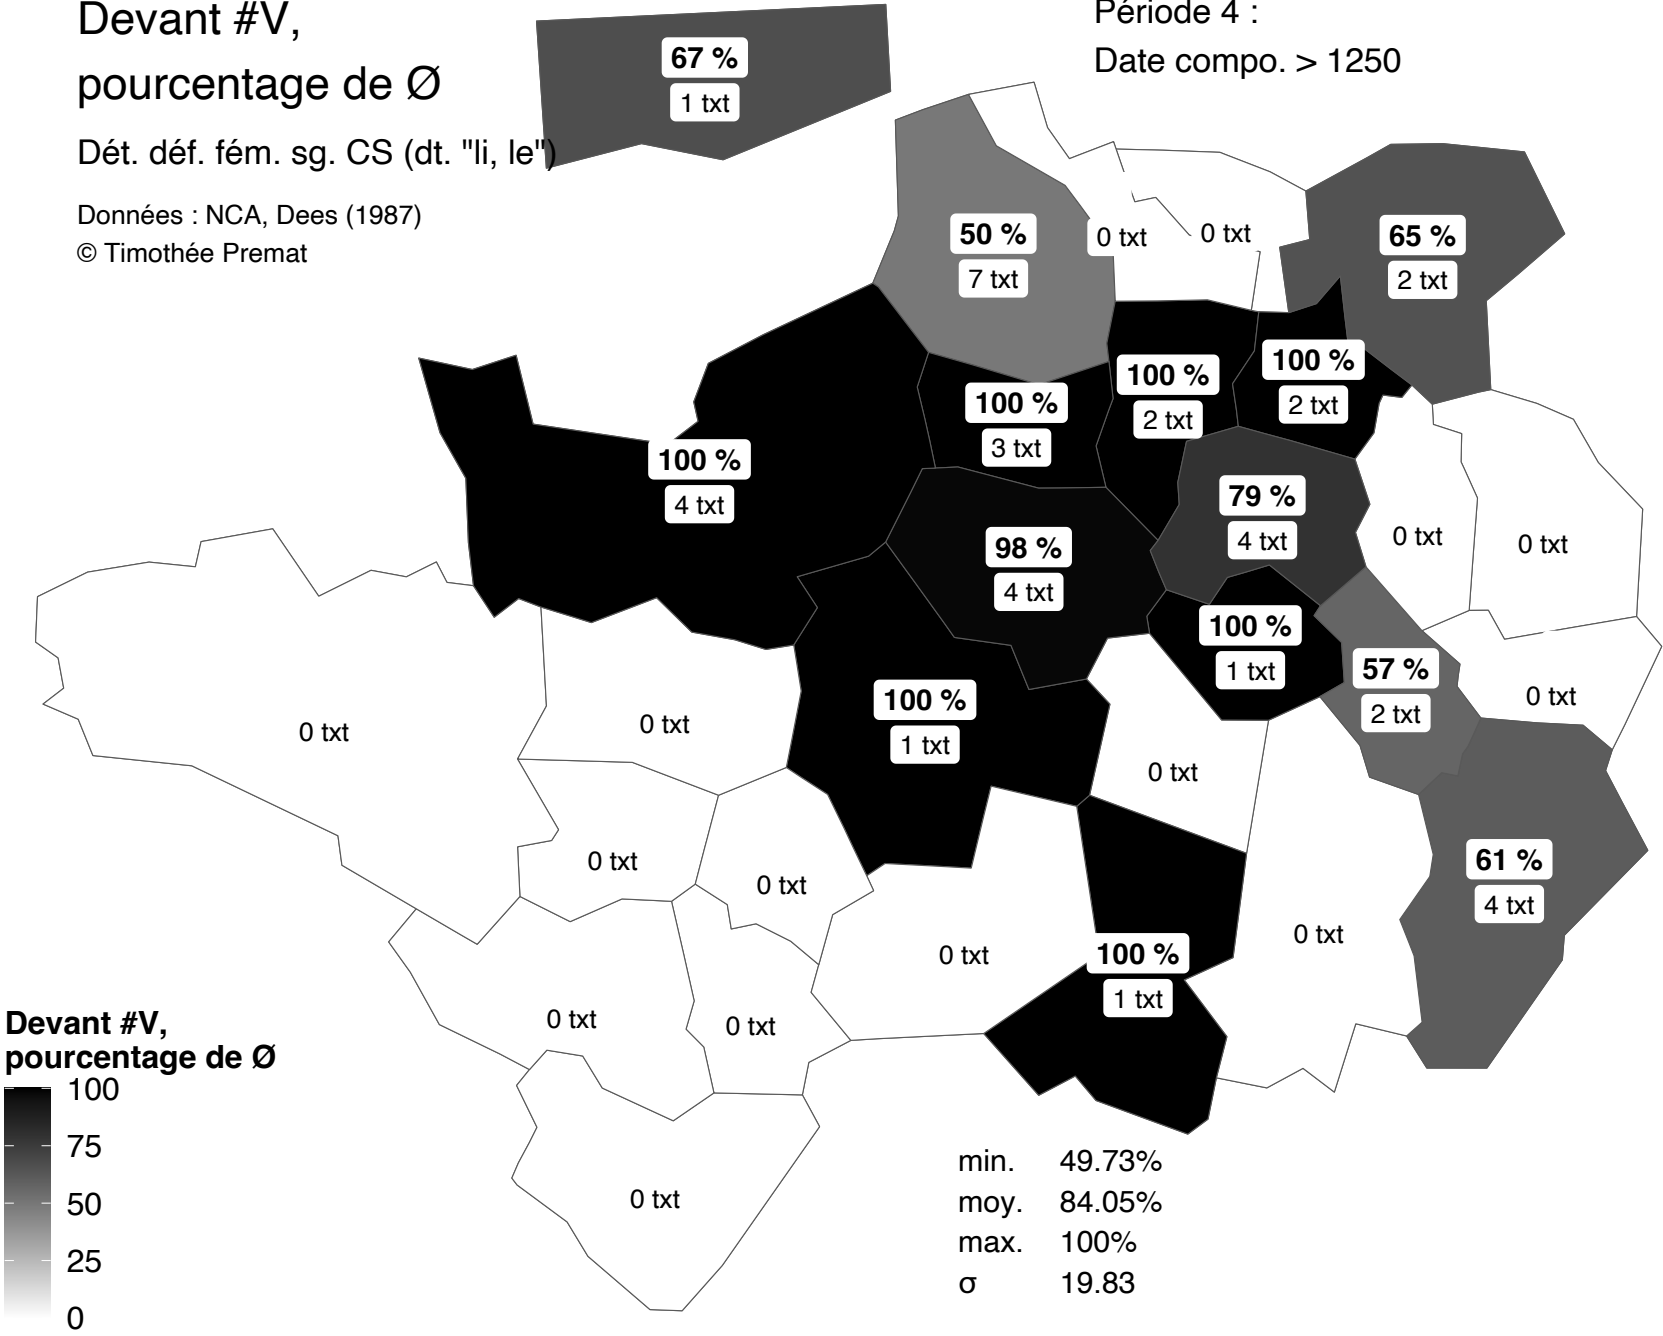 Devant #V,
pourcentage de Ø
Dét. déf. fém. sg. CS (dt. "li, le")
Données : NCA, Dees (1987)
© Timothée Premat
Période 4 :
Date compo. > 1250
67 %
1 txt
50 %
7 txt
0 txt
0 txt
65 %
2 txt
100 %
4 txt
100 %
3 txt
100 %
2 txt
100 %
2 txt
98 %
4 txt
79 %
4 txt
0 txt
0 txt
100 %
1 txt
57 %
2 txt
0 txt
0 txt
0 txt
100 %
1 txt
0 txt
0 txt
0 txt
0 txt
100 %
1 txt
0 txt
61 %
4 txt
0 txt
0 txt
0 txt
Devant #V,
pourcentage de Ø
100
75
50
25
0
min. 49.73%
moy. 84.05%
max. 100%
σ 19.83